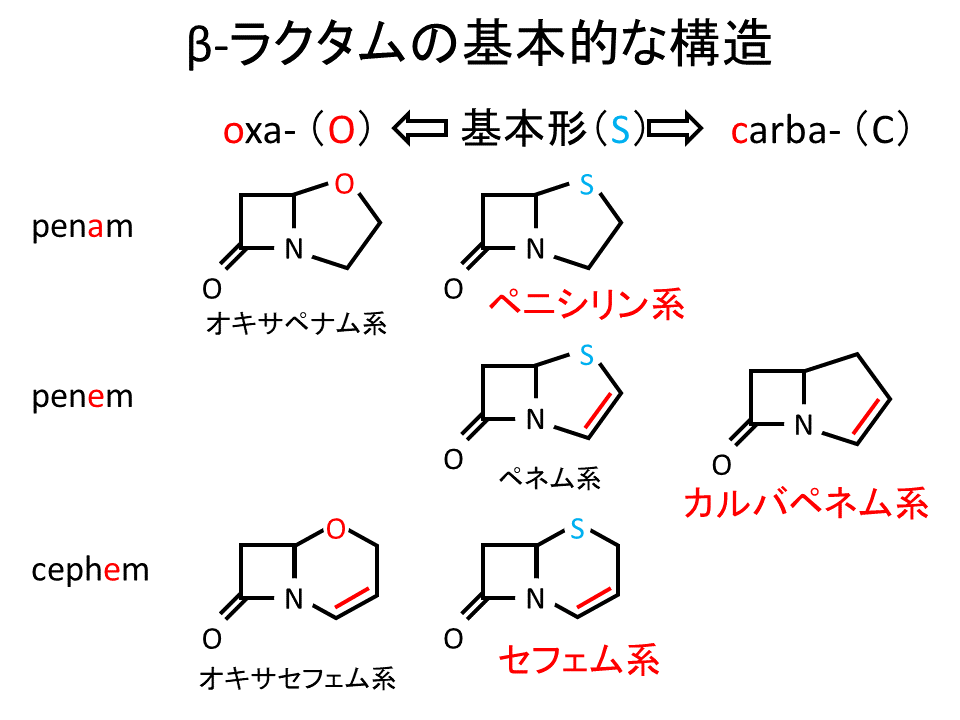 β-ラクタムの基本的な構造
oxa-（O） 基本形（S） carba-（C）
penam
O
N
O
オキサペナム系
S
N
O
ペニシリン系
penem
S
N
O
ペネム系
N
O
カルバペネム系
cephem
O
N
O
オキサセフェム系
S
N
O
セフェム系